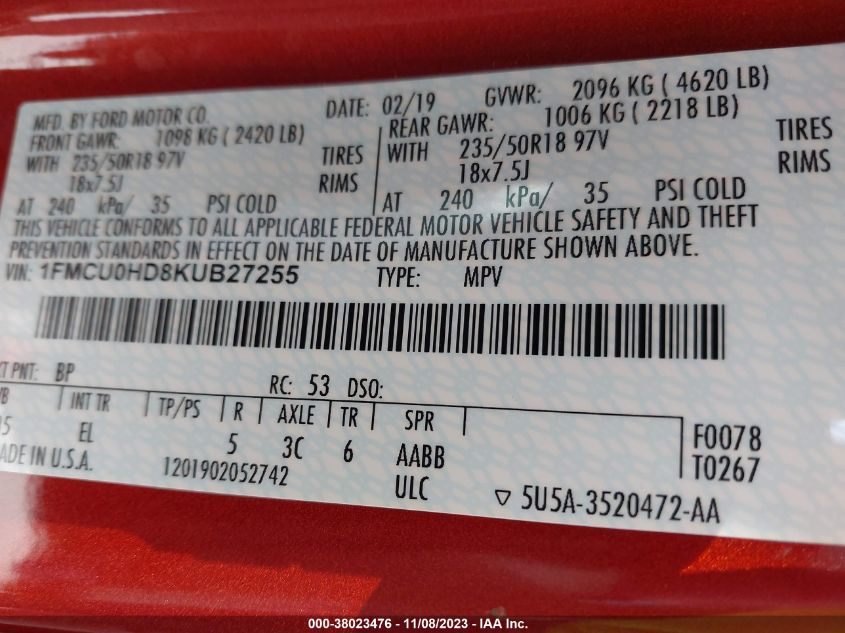 MFD. BY FORD MOTOR CO. DATE: 02/19 GVWR: 2096 KG ( 4620 LB)
FRONT GAWR: 1098 KG ( 2420 LB) REAR GAWR: 1006 KG ( 2218 LB)
WITH 235/50R18 97V TIRES WITH 235/50R18 97V TIRES
18x7.5J RIMS 18x7.5J RIMS
AT 240 kPa/ 35 PSI COLD AT 240 kPa/ 35 PSI COLD
THIS VEHICLE CONFORMS TO ALL APPLICABLE FEDERAL MOTOR VEHICLE SAFETY AND THEFT
PREVENTION STANDARDS IN EFFECT ON THE DATE OF MANUFACTURE SHOWN ABOVE.
VIN: 1FMCU0HD8KUB27255 TYPE: MPV
PNT: BP RC: 53 DSO:
INT TR TP/PS R AXLE TR SPR
EL 5 3C 6 AABB F0078
ADE IN U.S.A. 1201902052742 ULC T0267
▽ 5U5A-3520472-AA
000-38023476 - 11/08/2023 - IAA Inc.